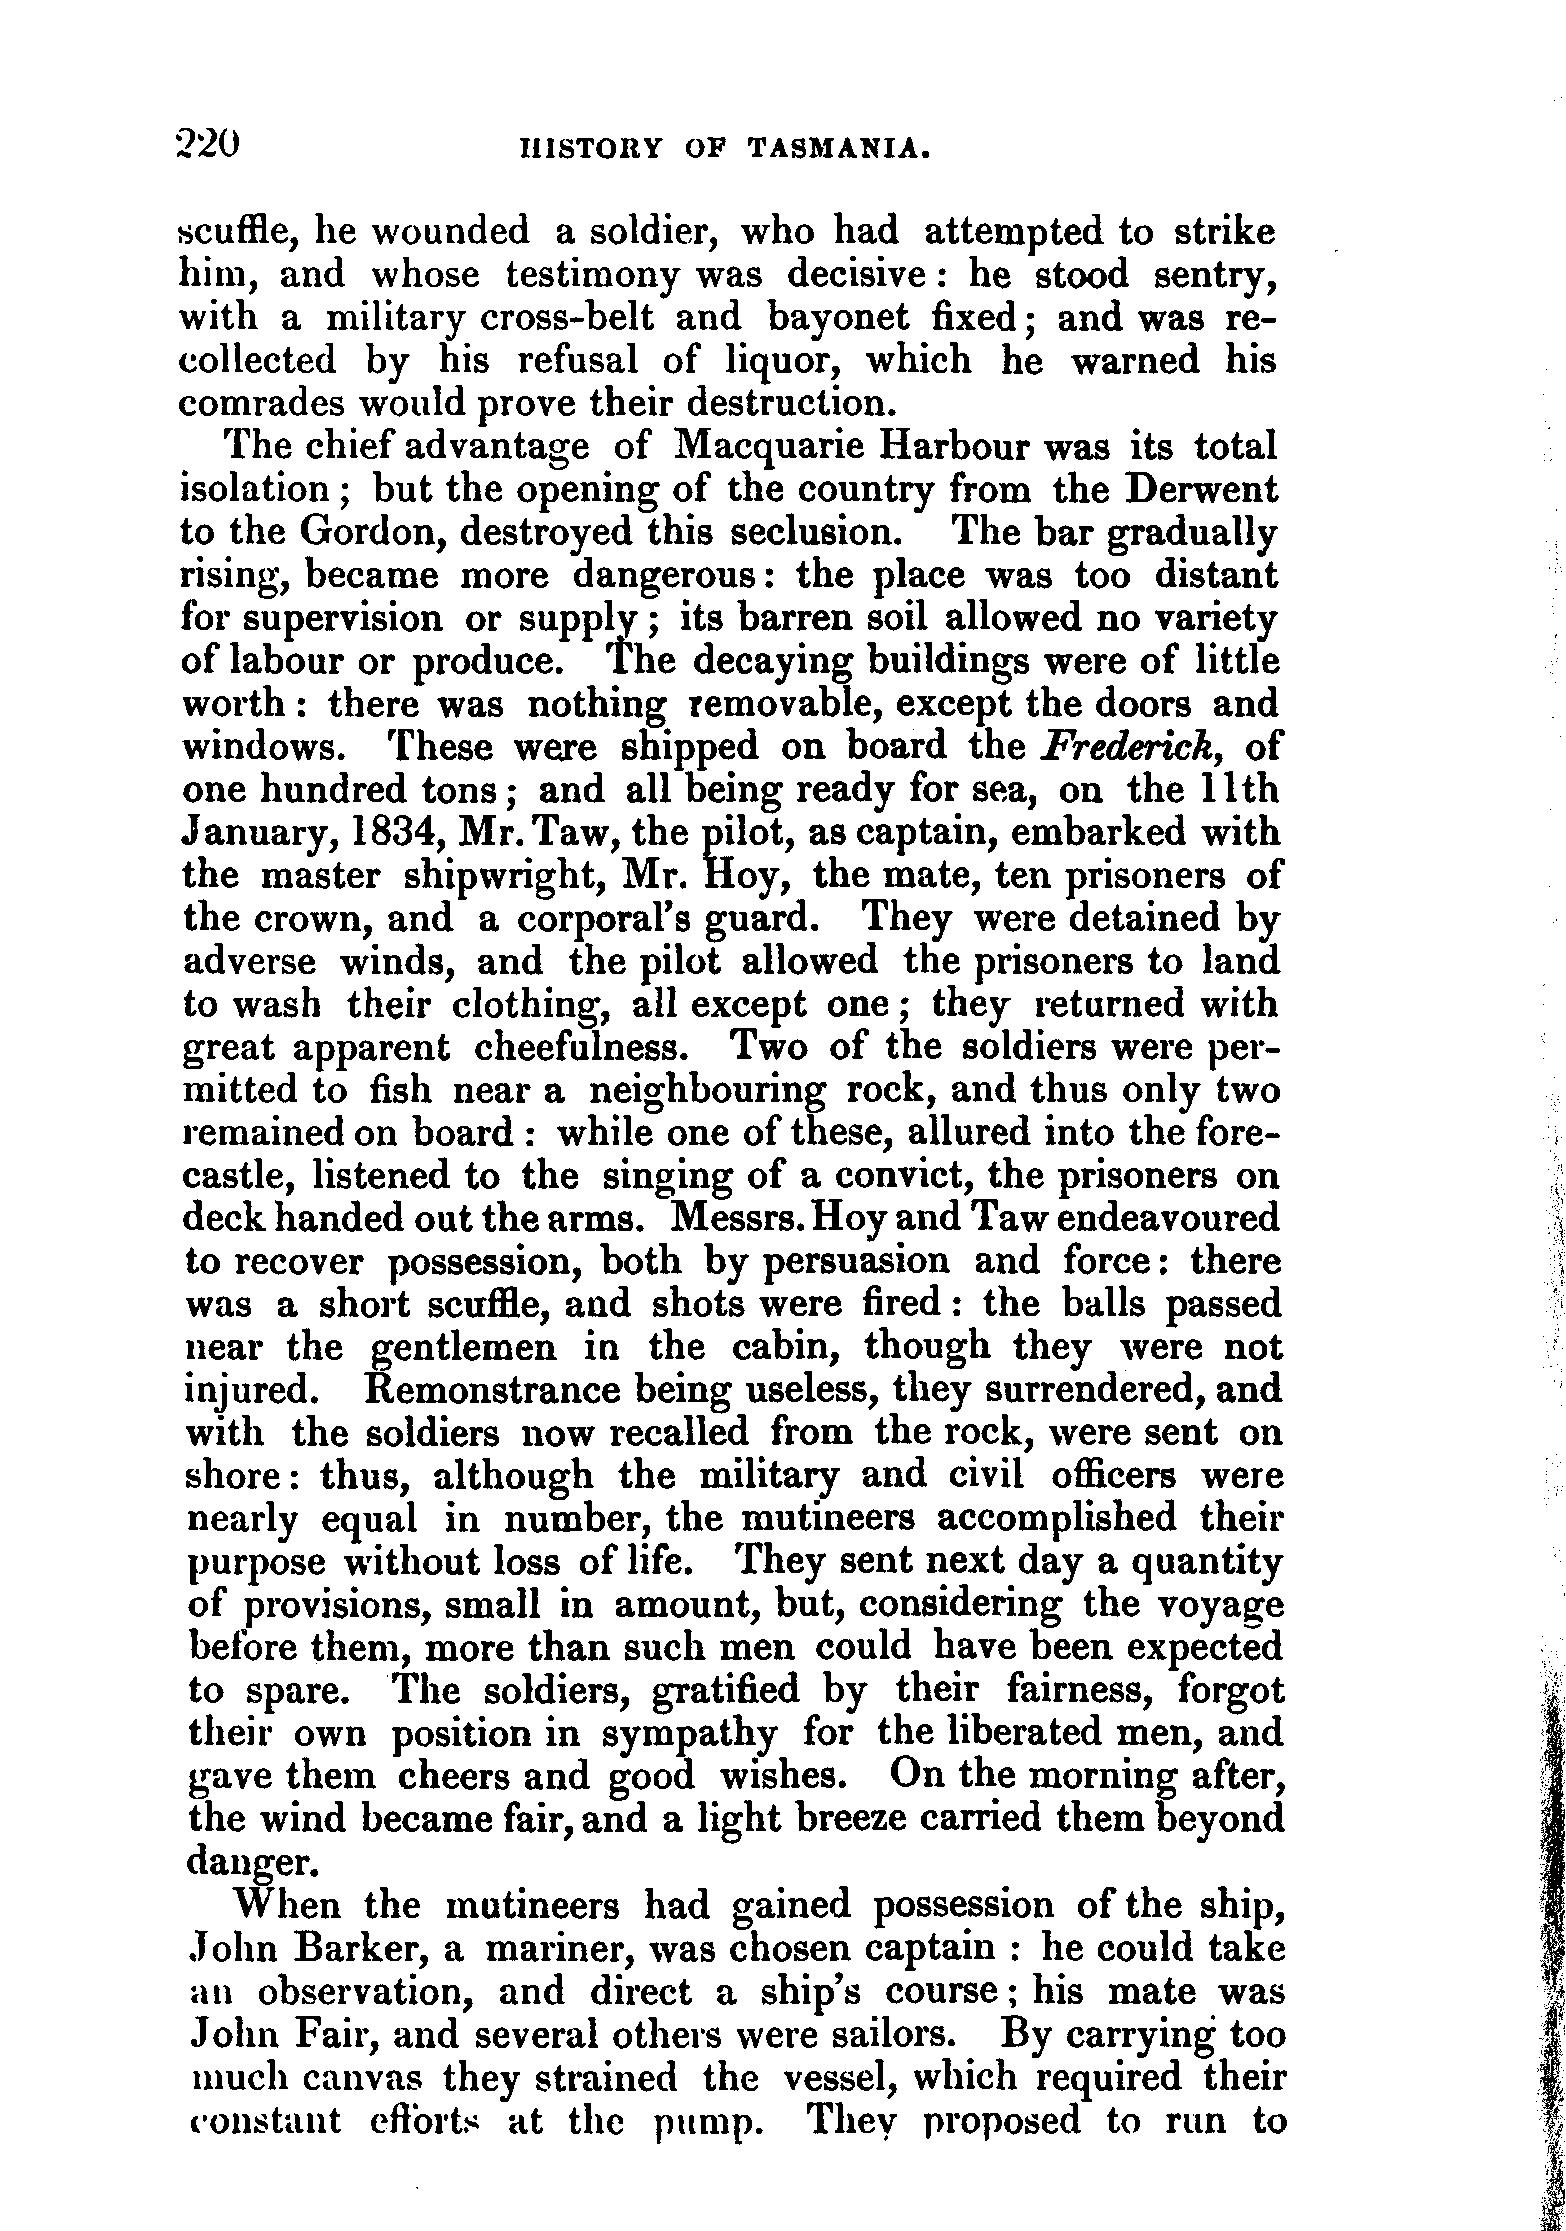 220 HISTORY OF TASMANIA.
scuffle, he wounded a soldier, who had attempted to strike
him, and whose testimony was decisive : he stood sentry,
with a military cross-belt and bayonet fixed; and was re-
collected by his refusal of liquor, which he warned his
comrades would prove their destruction.
The chief advantage of Macquarie Harbour was its total
isolation ; but the opening of the country from the Derwent
to the Gordon, destroyed this seclusion. The bar gradually
rising, became more dangerous: the place was too distant
for supervision or supply ; its barren soil allowed no variety
of labour or produce. The decaying buildings were of little
worth : there was nothing removable, except the doors and
windows. These were shipped on board the Frederick, of
one hundred tons ; and all being ready for sea, on the 11th
January, 1834, Mr. Taw, the pilot, as captain, embarked with
the master shipwright, Mr. Hoy, the mate, ten prisoners of
the crown, and a corporal's guard. They were detained by
adverse winds, and the pilot allowed the prisoners to land
to wash their clothing, all except one ; they returned with
great apparent cheefulness. Two of the soldiers were per-
mitted to fish near a neighbouring rock, and thus only two
remained on board : while one of these, allured into the fore-
castle, listened to the singing of a convict, the prisoners on
deck handed out the arms. Messrs. Hoy and Taw endeavoured
to recover possession, both by persuasion and force: there
was a short scuffle, and shots were fired : the balls passed
near the gentlemen in the cabin, though they were not
injured. Remonstrance being useless, they surrendered, and
with the soldiers now recalled from the rock, were sent on
shore: thus, although the military and civil officers were
nearly equal in number, the mutineers accomplished their
purpose without loss of life. They sent next day a quantity
of provisions, small in amount, but, considering the voyage
before them, more than such men could have been expected
to spare. The soldiers, gratified by their fairness, forgot
their own position in sympathy for the liberated men, and
gave them cheers and good wishes. On the morning after,
the wind became fair, and a light breeze carried them beyond
danger.
When the mutineers had gained possession of the ship,
John Barker, a mariner, was chosen captain : he could take
an observation, and direct a ship's course ; his mate was
John Fair, and several others were sailors. By carrying too
much canvas they strained the vessel, which required their
constant efforts at the pump. They proposed to run to